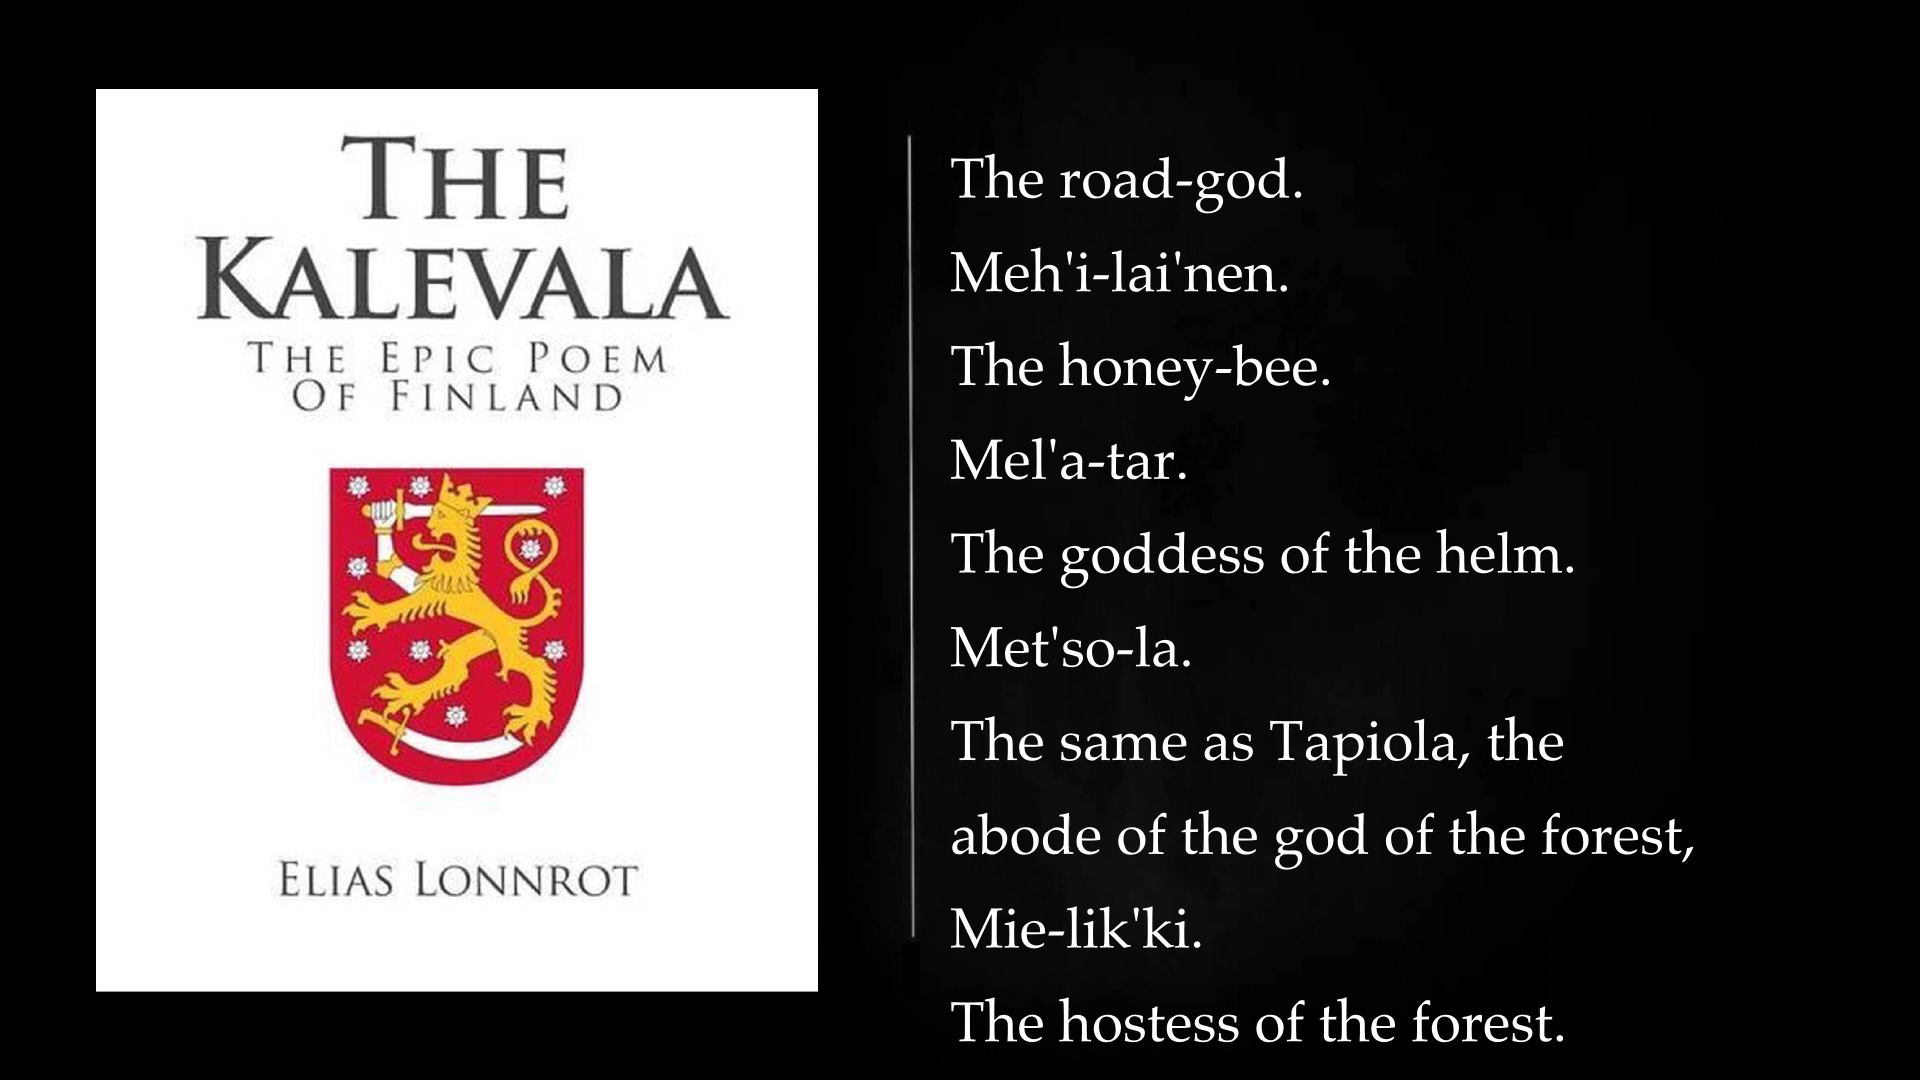 THE
KALEVALA
THE EPIC POEM
OF FINLAND
ELIAS LONNROT
The road-god.
Meh'i-lai'nen.
The honey-bee.
Mel'a-tar.
The goddess of the helm.
Met'so-la.
The same as Tapiola, the
abode of the god of the forest,
Mie-lik'ki.
The hostess of the forest.